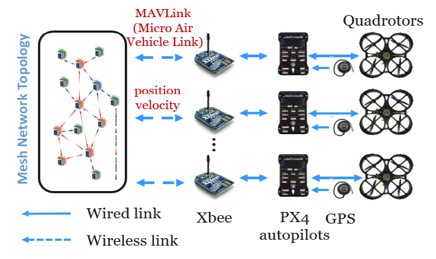 MAVLink
(Micro Air
Vehicle Link)
Quadrotors
Mesh Network Topology
position
velocity
Wired link
Wireless link
Xbee
PX4
autopilots
GPS